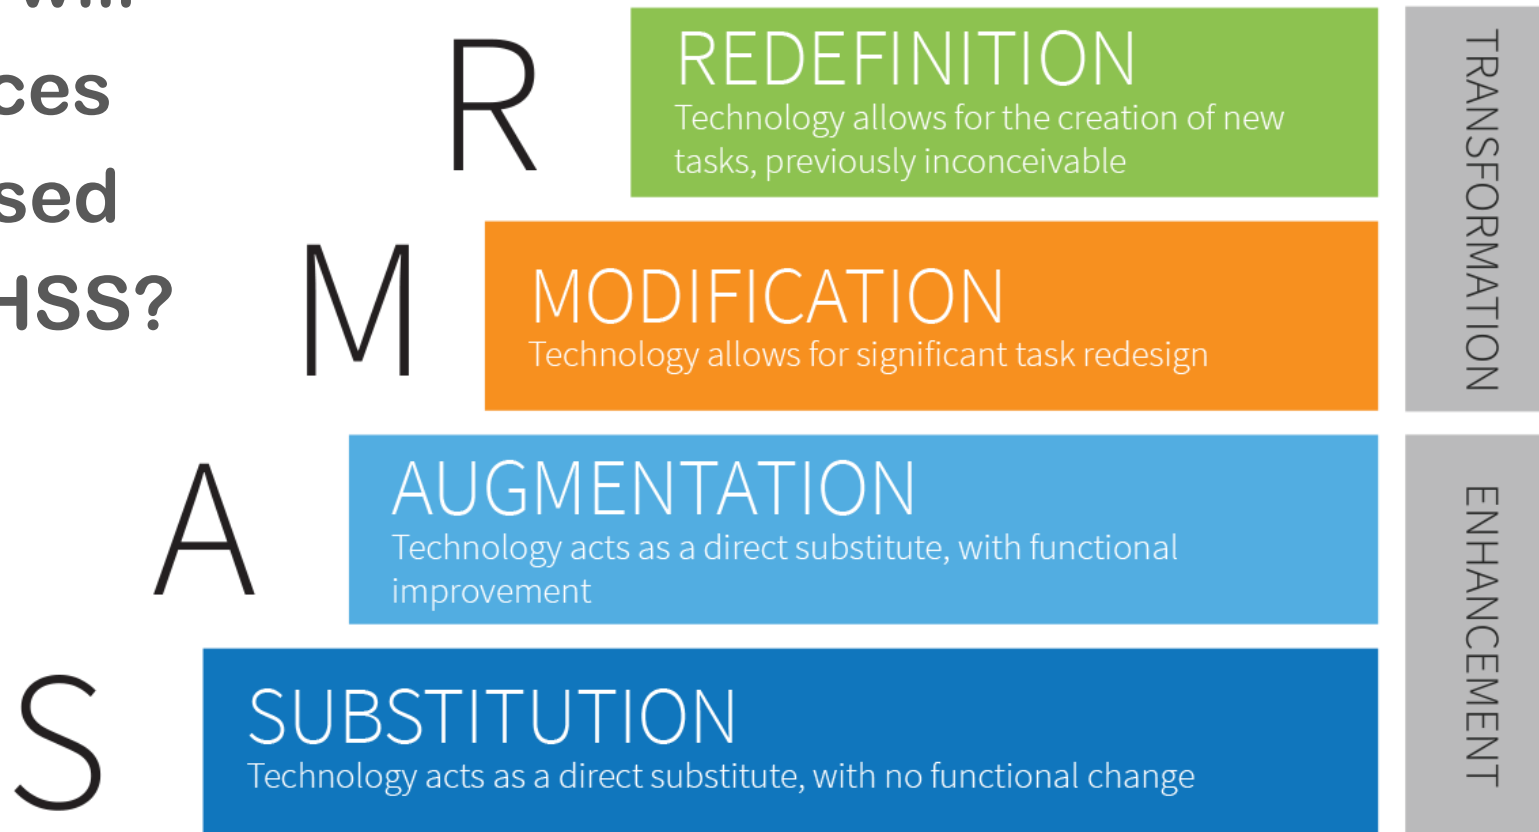 will
ces
sed
HSS?
R
REDEFINITION
Technology allows for the creation of new
tasks, previously inconceivable
M
MODIFICATION
Technology allows for significant task redesign
A
AUGMENTATION
Technology acts as a direct substitute, with functional
improvement
S
SUBSTITUTION
Technology acts as a direct substitute, with no functional change
TRANSFORMATION
ENHANCEMENT